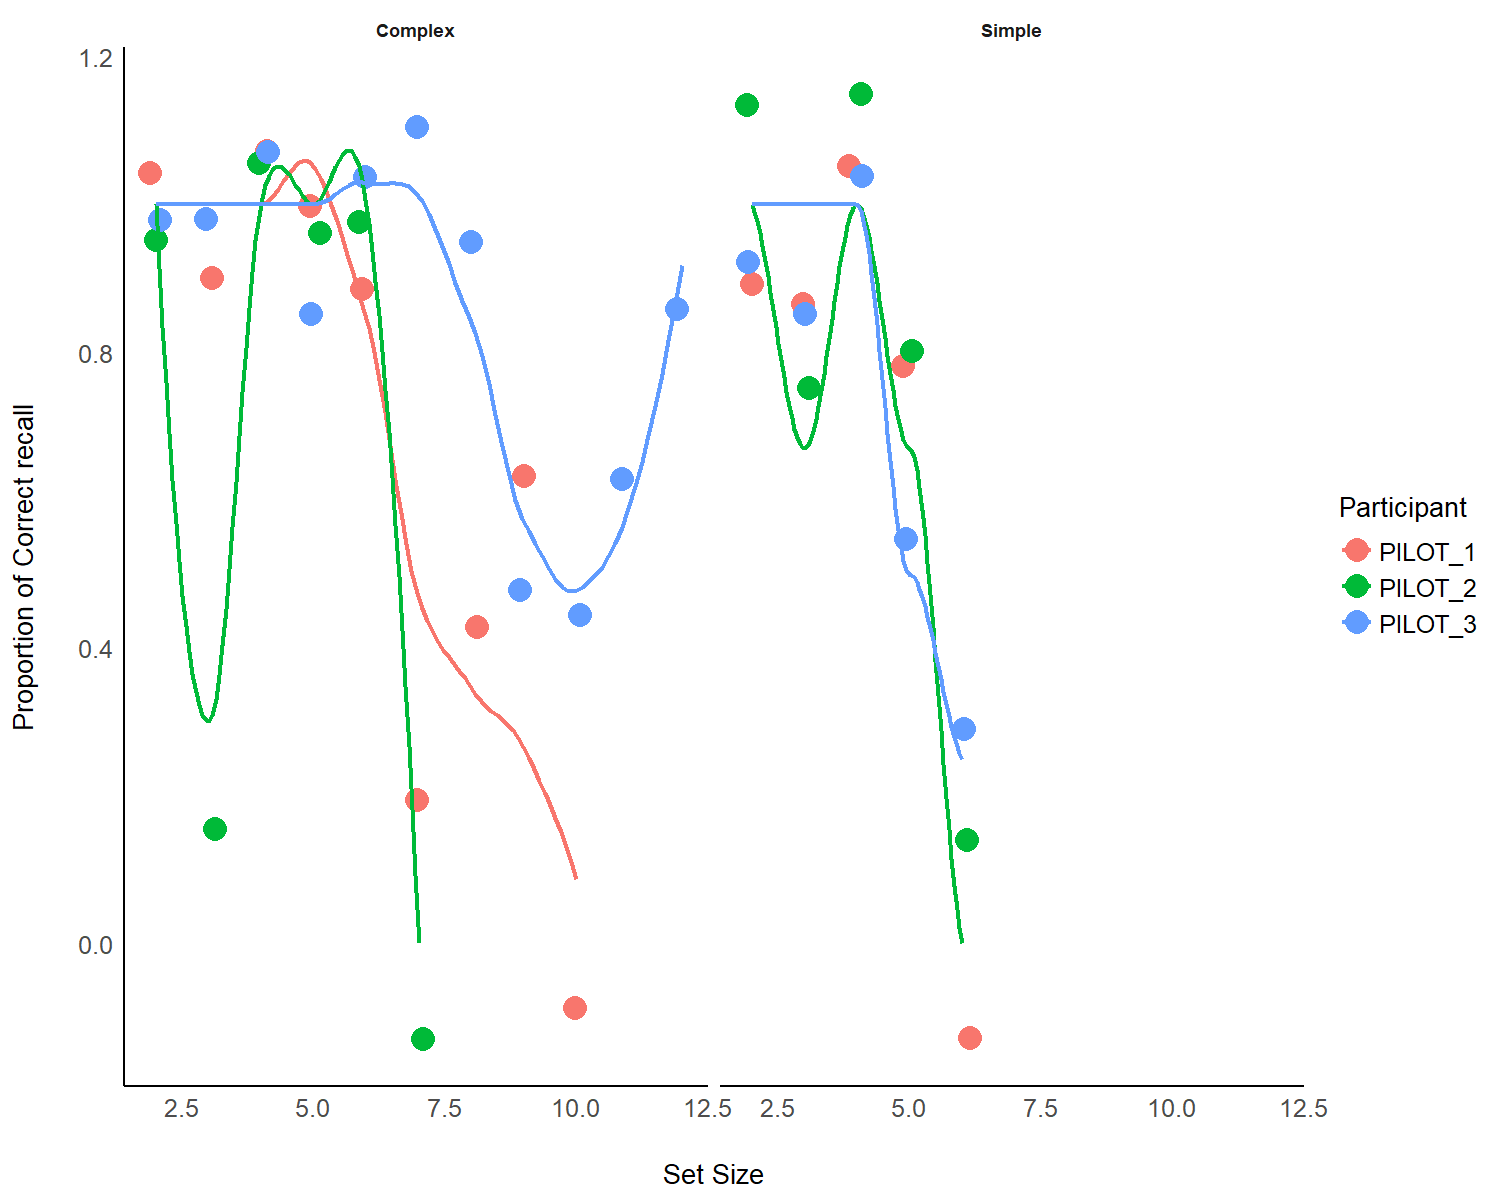 Complex
Simple
1.2
0.8
0.4
0.0
Proportion of Correct recall
2.5 5.0 7.5 10.0 12.5
2.5 5.0 7.5 10.0 12.5
Set Size
Participant
PILOT_1
PILOT_2
PILOT_3